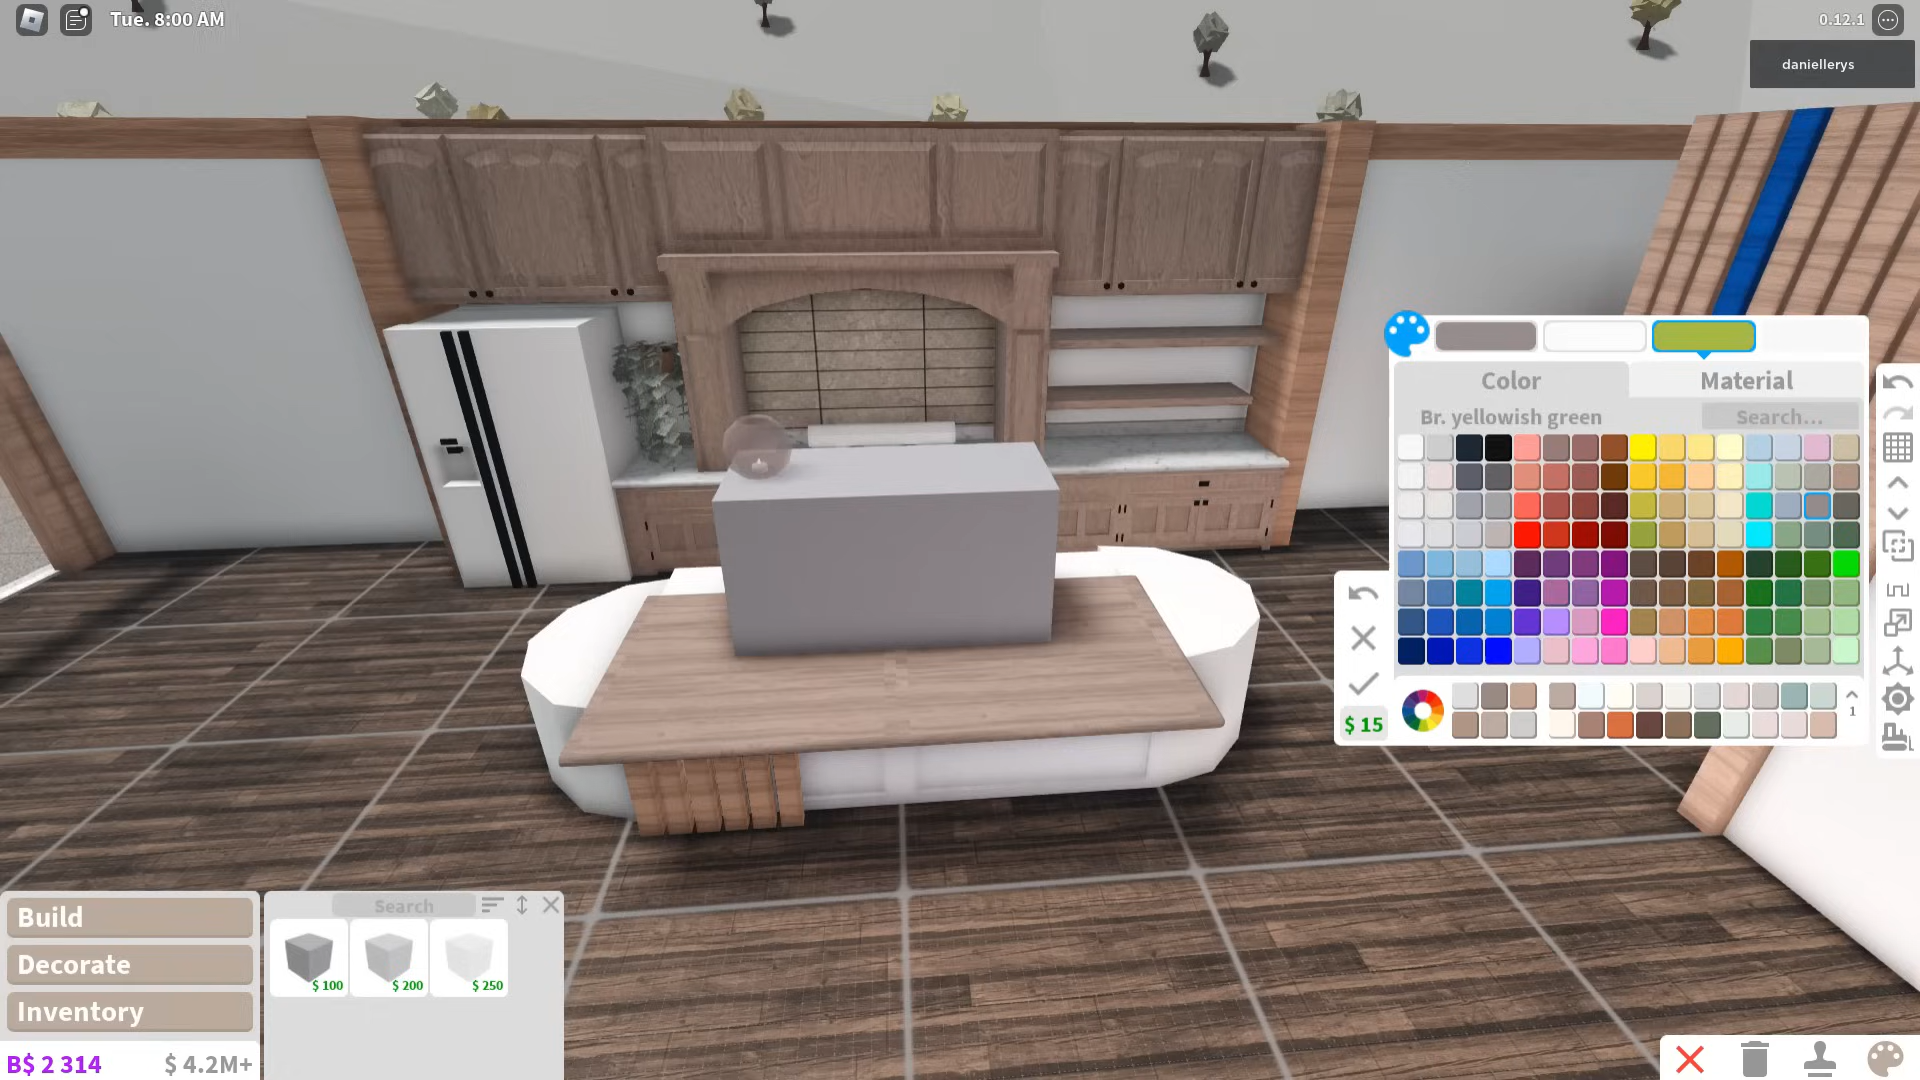 Tue. 8:00 AM
0.12.1
daniellerys
Color
Material
Br. yellowish green
Search...
1
$ 15
Build
Decorate
Inventory
Search
$ 100
$ 200
$ 250
B$ 2 314
$ 4.2M+